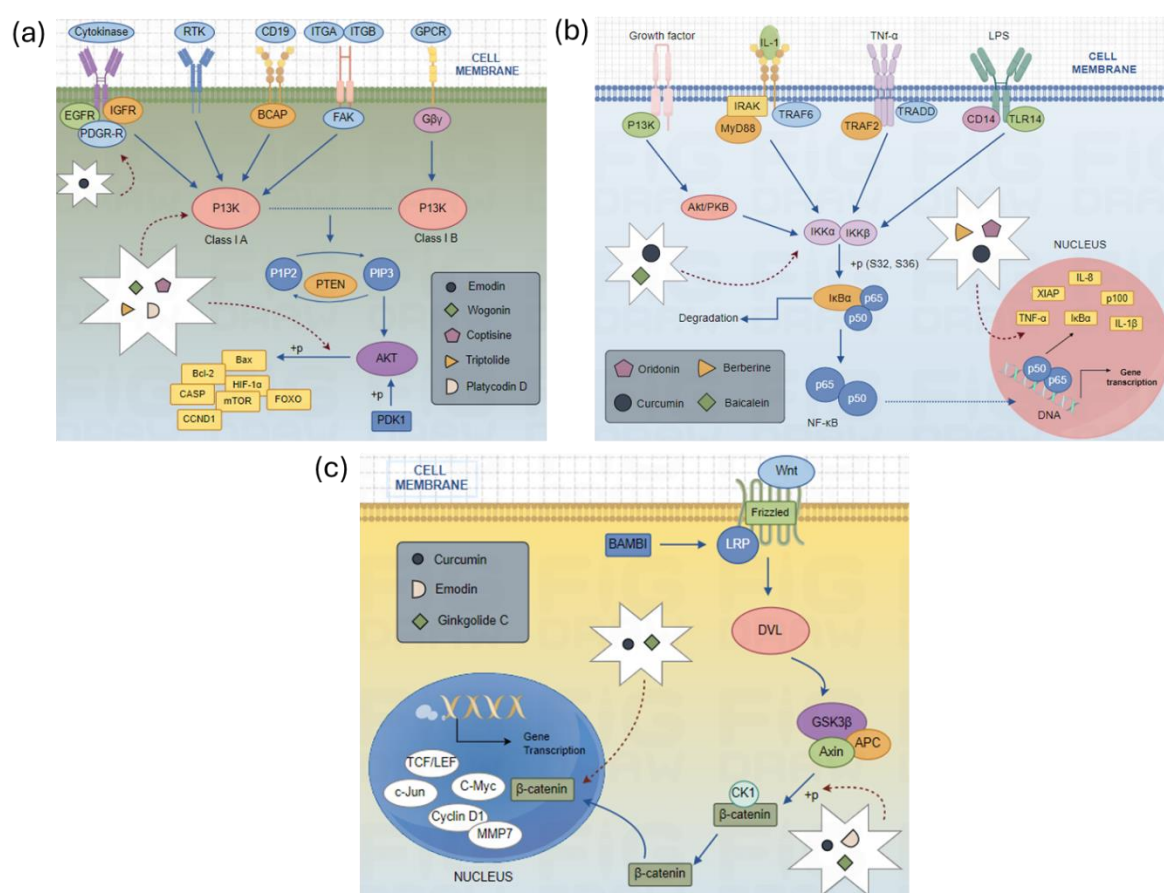 (a)
Cytokinase
RTK
CD19
ITGA
ITGB
GPCR
CELL
MEMBRANE
EGFR
IGFR
PDGR-R
BCAP
FAK
Gβγ
P13K
Class I A
P13K
Class I B
P1P2
PTEN
PIP3
+p
AKT
+p
PDK1
Bax
Bcl-2
HIF-1α
CASP
mTOR
FOXO
CCND1
Emodin
Wogonin
Coptisine
Triptolide
Platycodin D
(b)
Growth factor
IL-1
TNf-α
LPS
CELL
MEMBRANE
P13K
IRAK
MyD88
TRAF6
TRAF2
TRADD
CD14
TLR14
Akt/PKB
IKKα
IKKβ
+p (S32, S36)
IκBα
p65
p50
Degradation
p65
p50
NF-κB
NUCLEUS
IL-8
XIAP
p100
TNF-α
IκBα
IL-1β
p50
p65
Gene
transcription
DNA
Oridonin
Berberine
Curcumin
Baicalein
(c)
CELL
MEMBRANE
Wnt
Frizzled
BAMBI
LRP
Curcumin
Emodin
Ginkgolide C
DVL
GSK3β
APC
Axin
+p
CK1
β-catenin
β-catenin
Gene
Transcription
TCF/LEF
c-Jun
C-Myc
β-catenin
Cyclin D1
MMP7
NUCLEUS
FiG
DRAW